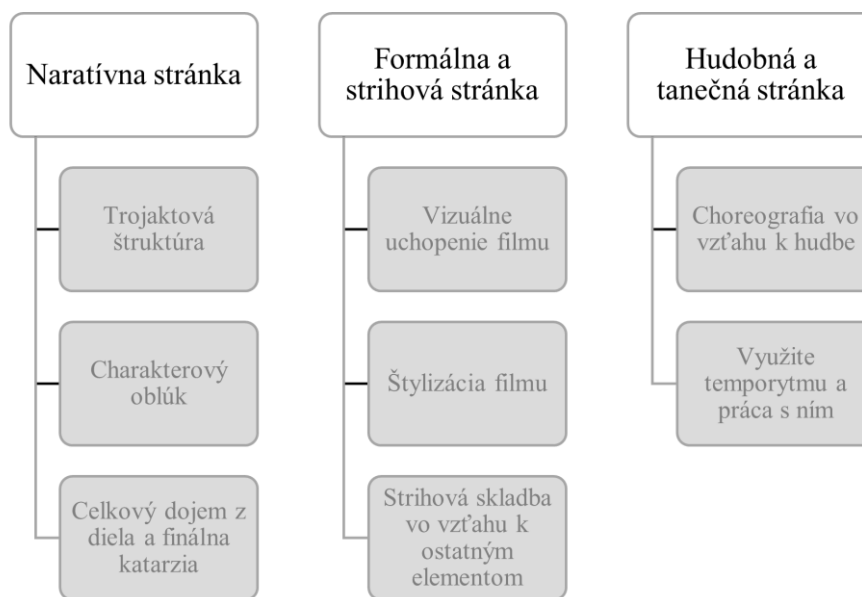 Naratívna stránka
Trojaktová
štruktúra
Charakterový
oblúk
Celkový dojem z
diela a finálna
katarzia
Formálna a
strihová stránka
Vizuálne
uchopenie filmu
Štylizácia filmu
Strihová skladba
vo vzťahu k
ostatným
elementom
Hudobná a
tanečná stránka
Choreografia vo
vzťahu k hudbe
Využite
temporytmu a
práca s ním